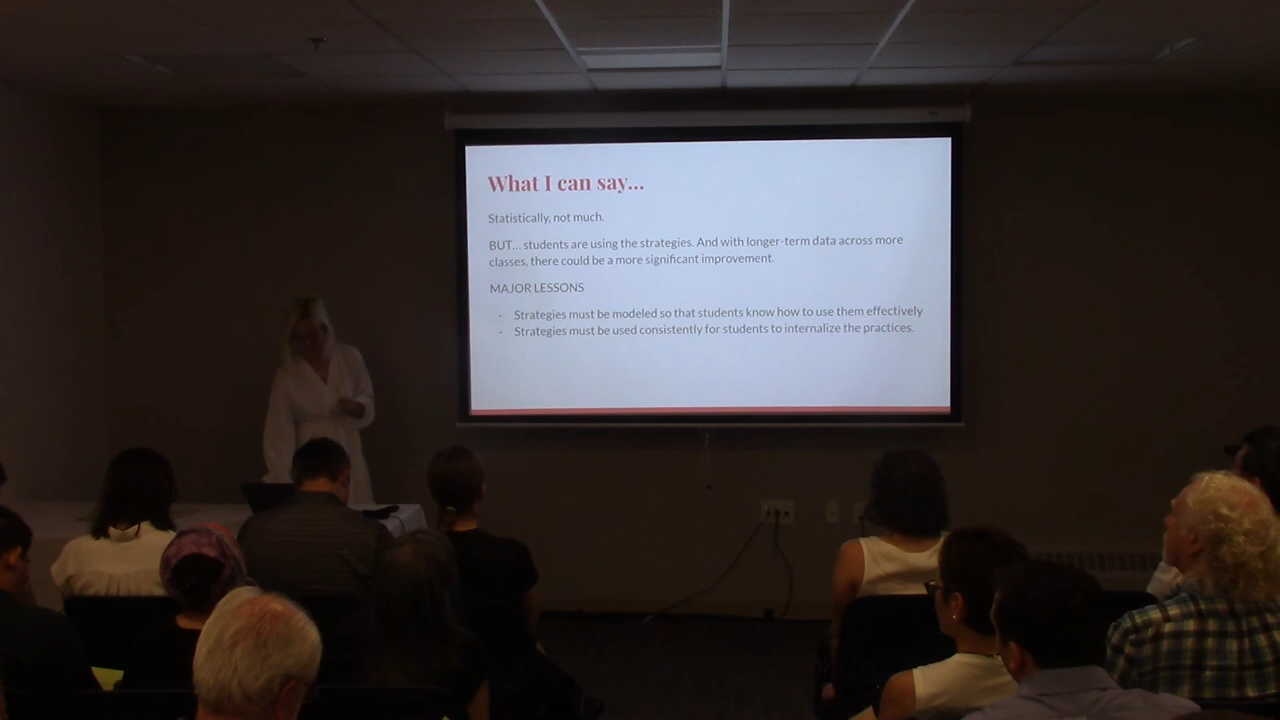 What I can say...
Statistically, not much.
BUT... students are using the strategies. And with longer-term data across more
classes, there could be a more significant improvement.
MAJOR LESSONS
- Strategies must be modeled so that students know how to use them effectively
- Strategies must be used consistently for students to internalize the practices.